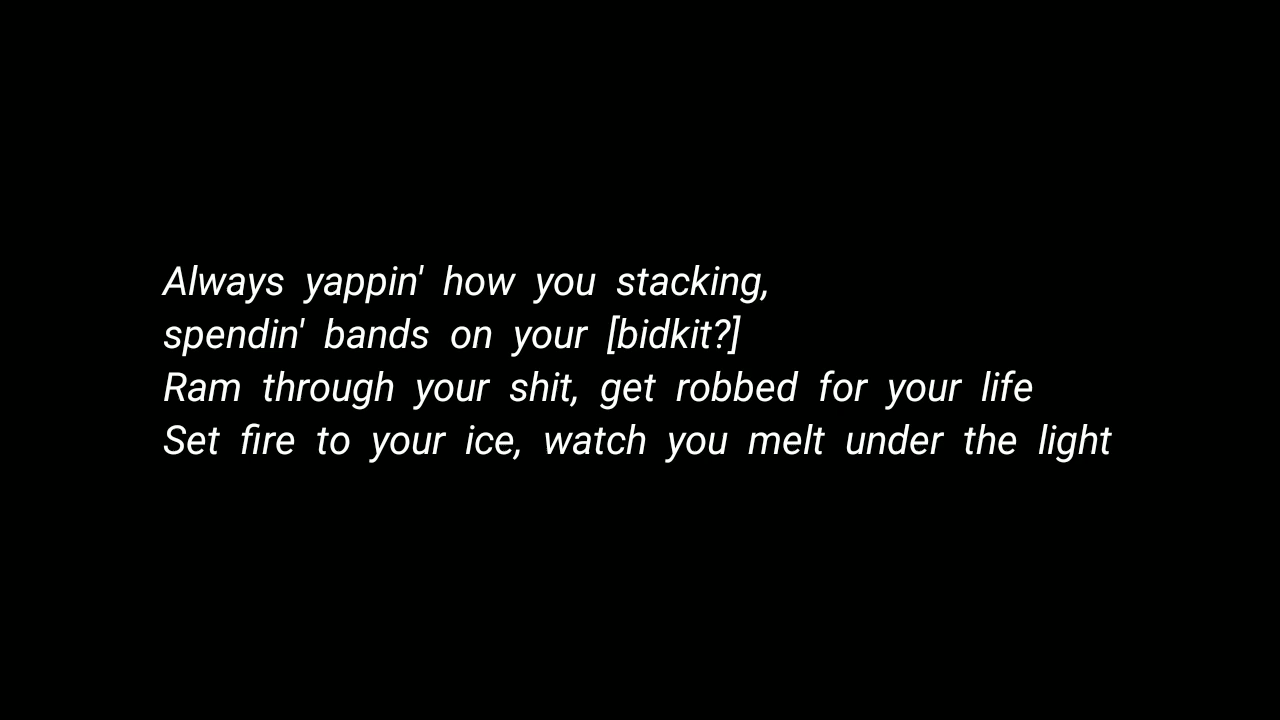 Always yappin' how you stacking,
spendin' bands on your [bidkit?]
Ram through your shit, get robbed for your life
Set fire to your ice, watch you melt under the light